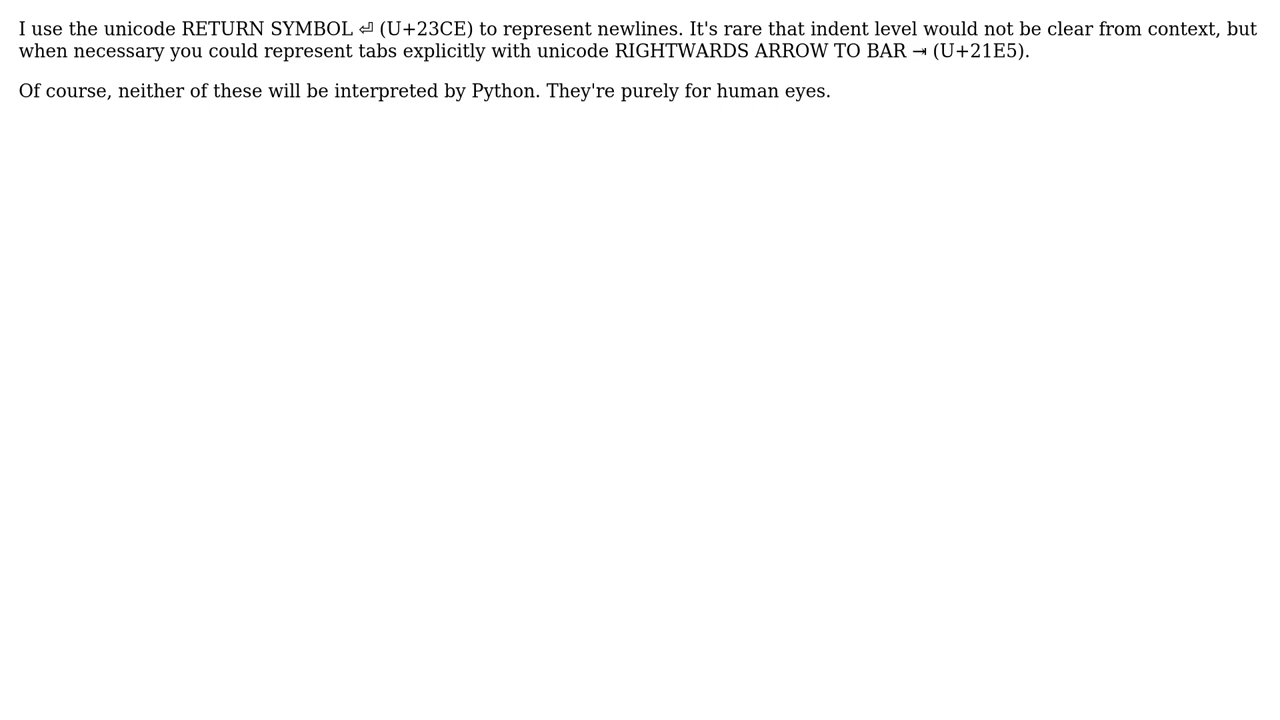 I use the unicode RETURN SYMBOL ⏎ (U+23CE) to represent newlines. It's rare that indent level would not be clear from context, but
when necessary you could represent tabs explicitly with unicode RIGHTWARDS ARROW TO BAR ⇥ (U+21E5).
Of course, neither of these will be interpreted by Python. They're purely for human eyes.